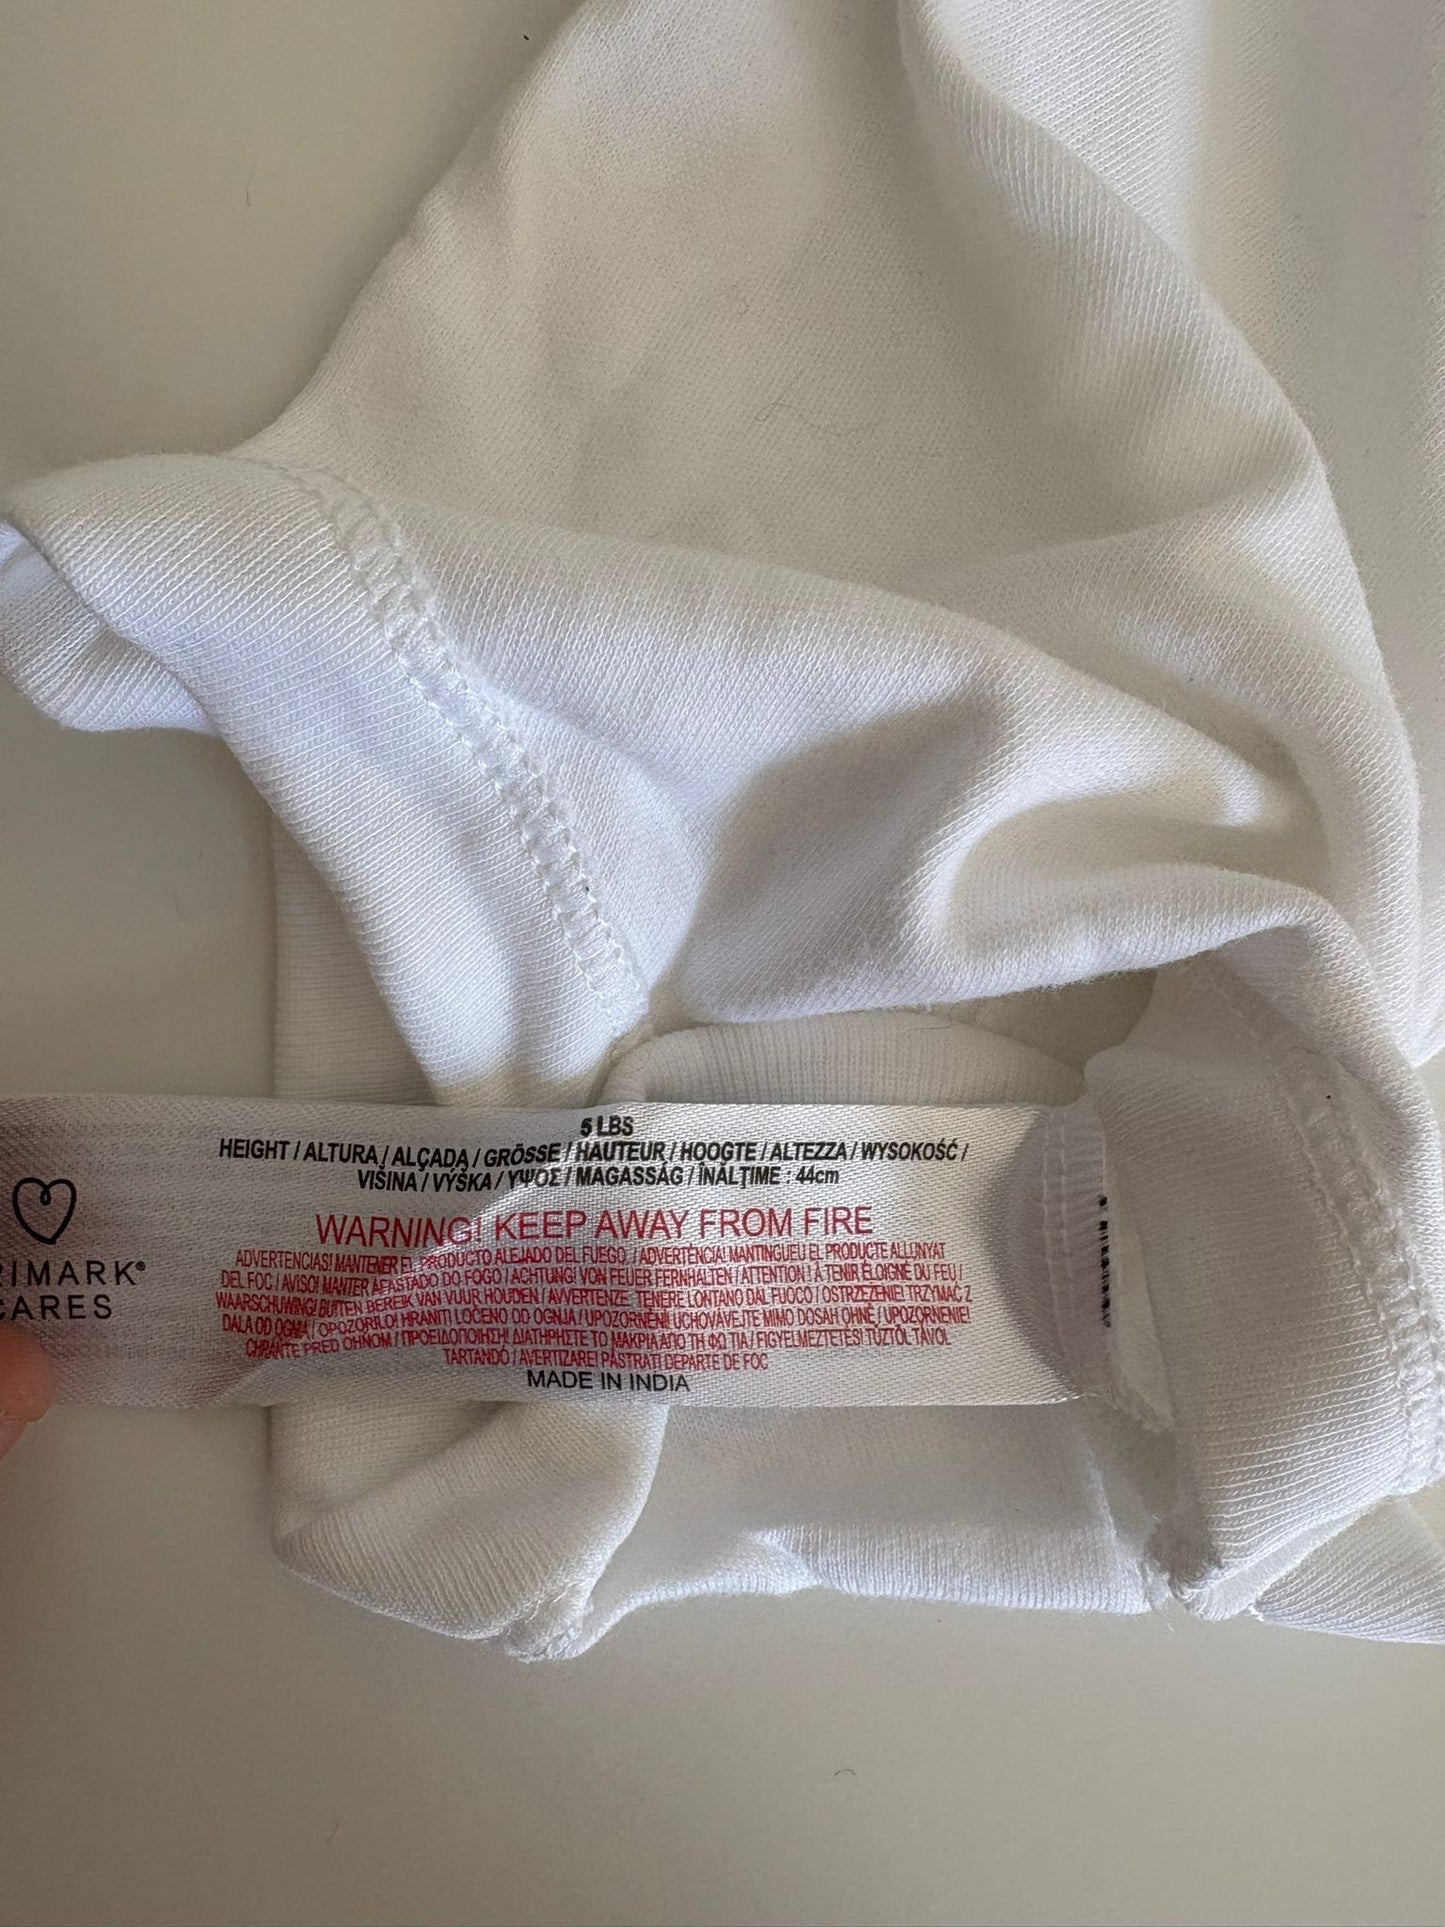 5 LBS
HEIGHT / ALTURA / ALÇADA / GRÖSSE / HAUTEUR / HOOGTE / ALTEZZA / WYSOKOŚĆ /
VIŠINA / VÝŠKA / ΥΨΟΣ / MAGASSÁG / ÎNĂLŢIME : 44cm
WARNING! KEEP AWAY FROM FIRE
ADVERTENCIAS! MANTENER EL PRODUCTO ALEJADO DEL FUEGO / ADVERTÈNCIA! MANTINGUEU EL PRODUCTE ALLUNYAT
DEL FOC / AVISO! MANTER AFASTADO DO FOGO / ACHTUNG! VON FEUER FERNHALTEN / ATTENTION ! À TENIR ÉLOIGNÉ DU FEU /
WAARSCHUWING! BUITEN BEREIK VAN VUUR HOUDEN / AVVERTENZE TENERE LONTANO DAL FUOCO / OSTRZEŻENIE! TRZYMAĆ Z
DALA OD OGNIA / OPOZORILO! HRANITI LOČENO OD OGNJA / UPOZORNĚNÍ! UCHOVÁVEJTE MIMO DOSAH OHNĚ / UPOZORNENIE!
CHRÁŇTE PRED OHŇOM / ΠΡΟΕΙΔΟΠΟΙΗΣΗ! ΔΙΑΤΗΡΗΣΤΕ ΤΟ ΜΑΚΡΙΑ ΑΠΟ ΤΗ ΦΩΤΙΑ / FIGYELMEZTETÉS! TŰZTŐL TÁVOL
TARTANDÓ / AVERTIZARE! PĂSTRAŢI DEPARTE DE FOC
MADE IN INDIA
RIMARK®
CARES